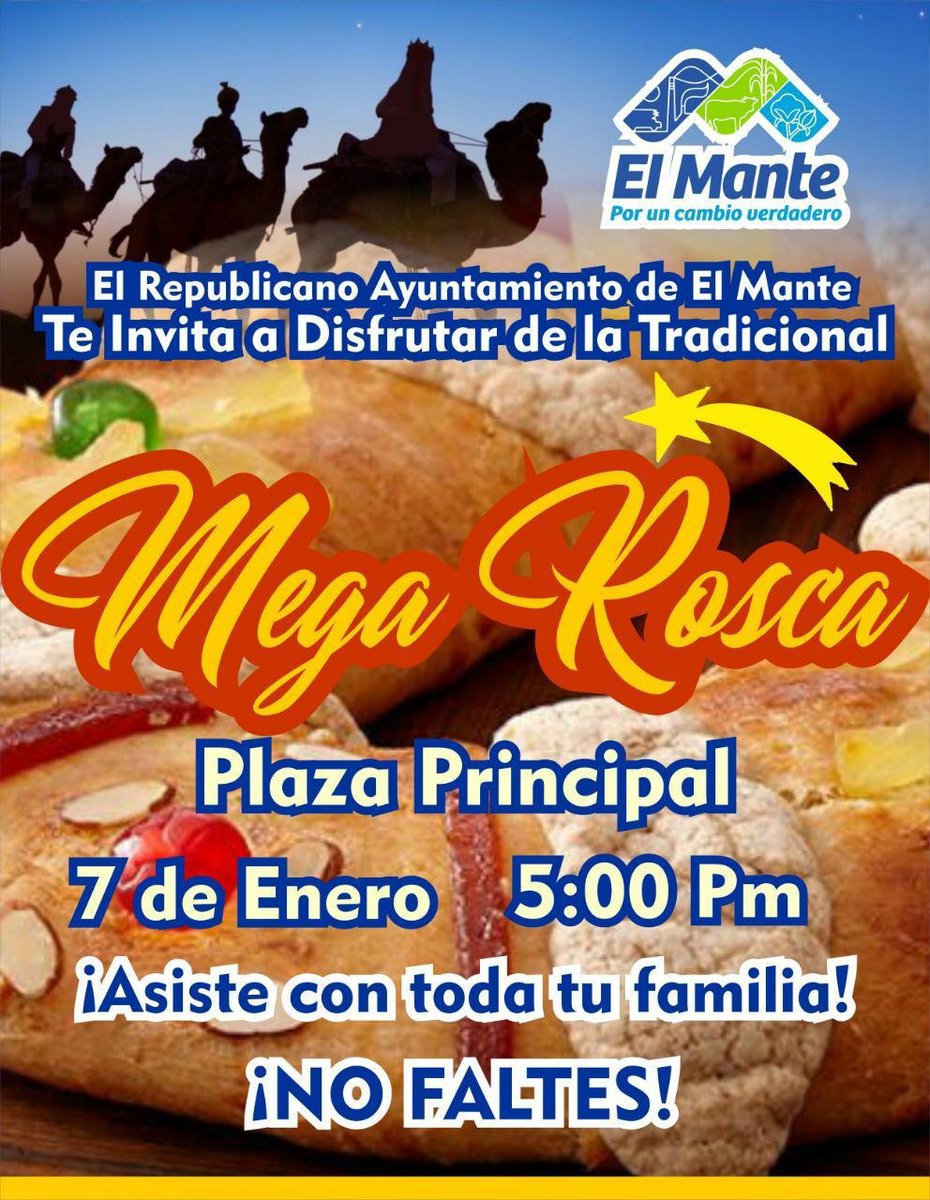 El Mante
Por un cambio verdadero
El Republicano Ayuntamiento de El Mante
Te Invita a Disfrutar de la Tradicional
Mega Rosca
Plaza Principal
7 de Enero 5:00 Pm
¡Asiste con toda tu familia!
¡NO FALTES!